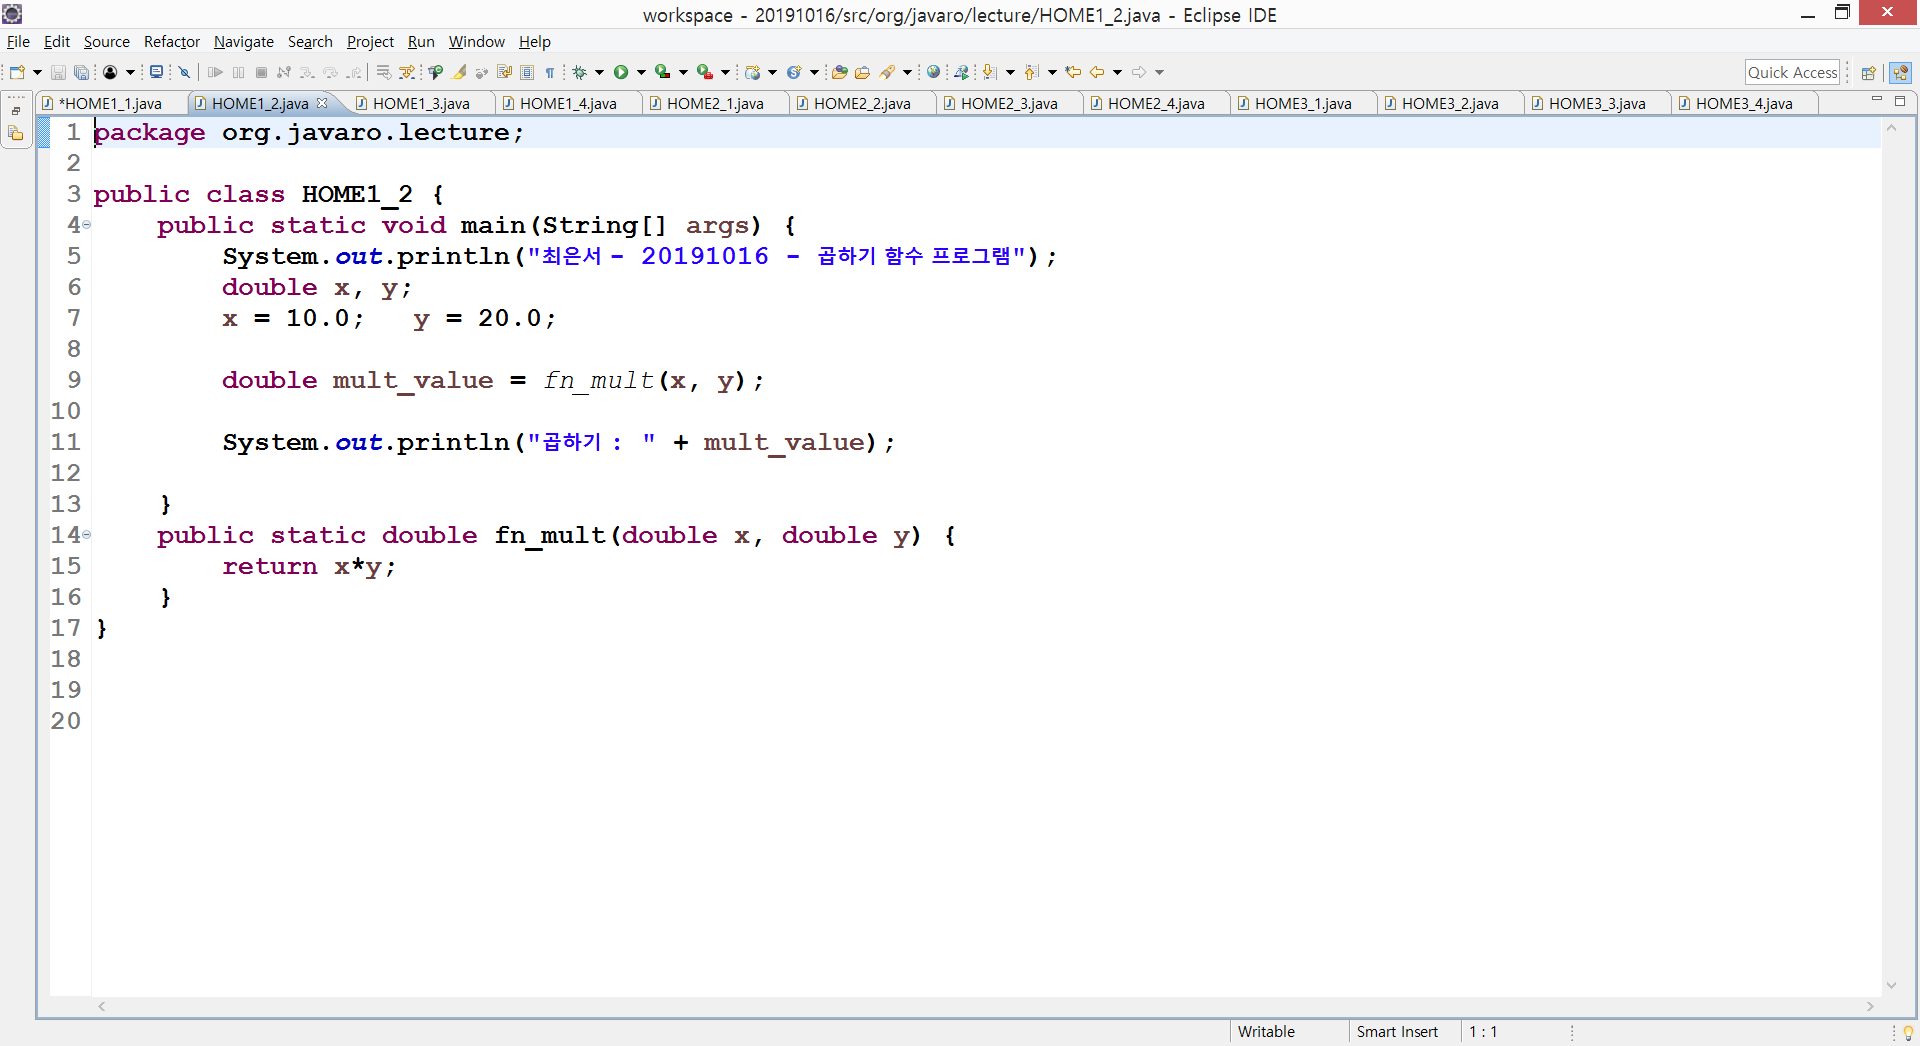 workspace - 20191016/src/org/javaro/lecture/HOME1_2.java - Eclipse IDE
File Edit Source Refactor Navigate Search Project Run Window Help
Quick Access
*HOME1_1.java HOME1_2.java HOME1_3.java HOME1_4.java HOME2_1.java HOME2_2.java HOME2_3.java HOME2_4.java HOME3_1.java HOME3_2.java HOME3_3.java HOME3_4.java
1 package org.javaro.lecture;
2
3 public class HOME1_2 {
4 public static void main(String[] args) {
5 System.out.println("최은서 - 20191016 - 곱하기 함수 프로그램");
6 double x, y;
7 x = 10.0; y = 20.0;
8
9 double mult_value = fn_mult(x, y);
10
11 System.out.println("곱하기 : " + mult_value);
12
13 }
14 public static double fn_mult(double x, double y) {
15 return x*y;
16 }
17 }
18
19
20
Writable Smart Insert 1 : 1